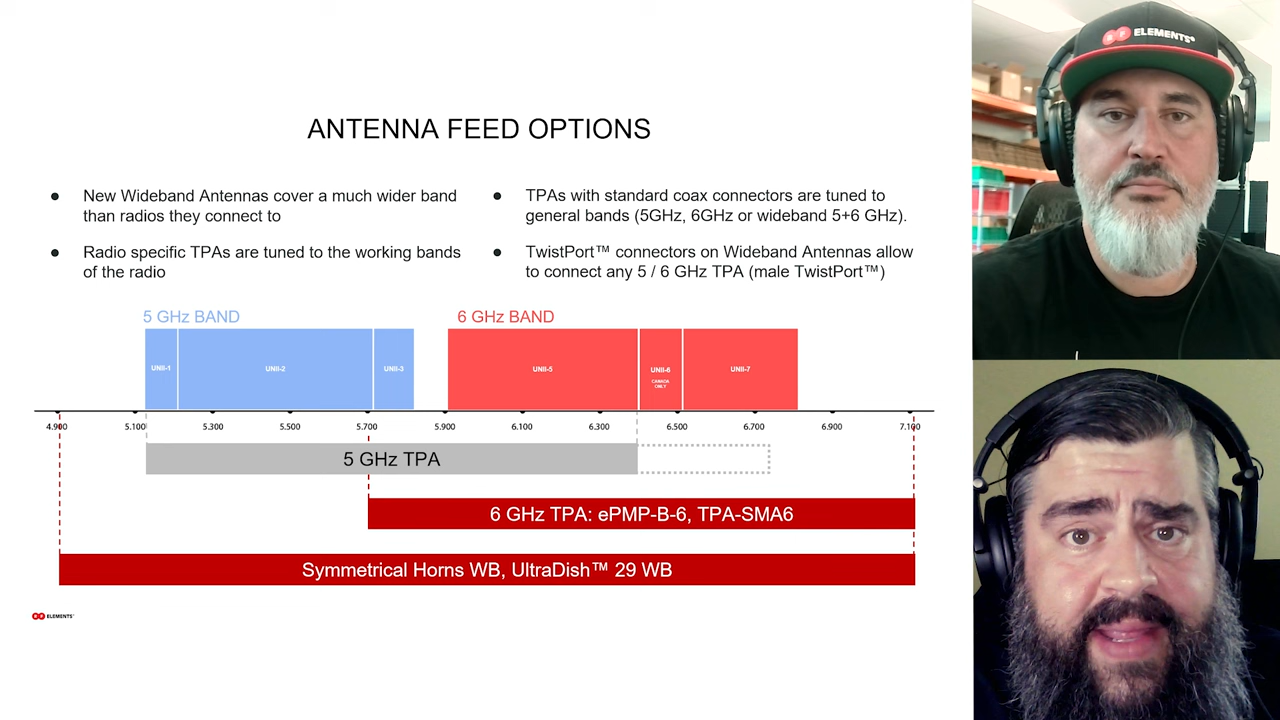 ANTENNA FEED OPTIONS
● New Wideband Antennas cover a much wider band
than radios they connect to
● Radio specific TPAs are tuned to the working bands
of the radio
● TPAs with standard coax connectors are tuned to
general bands (5GHz, 6GHz or wideband 5+6 GHz).
● TwistPort™ connectors on Wideband Antennas allow
to connect any 5 / 6 GHz TPA (male TwistPort™)
5 GHz BAND
6 GHz BAND
UNII-1
UNII-2
UNII-3
UNII-5
UNII-6
CANADA
ONLY
UNII-7
4.900 5.100 5.300 5.500 5.700 5.900 6.100 6.300 6.500 6.700 6.900 7.100
5 GHz TPA
6 GHz TPA: ePMP-B-6, TPA-SMA6
Symmetrical Horns WB, UltraDish™ 29 WB
RF ELEMENTS®
RF ELEMENTS®